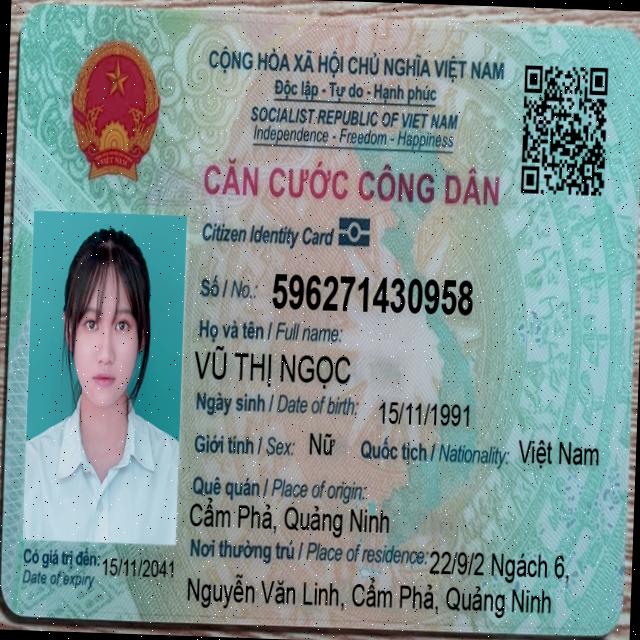 CỘNG HÒA XÃ HỘI CHỦ NGHĨA VIỆT NAM
Độc lập - Tự do - Hạnh phúc
SOCIALIST REPUBLIC OF VIET NAM
Independence - Freedom - Happiness
CĂN CƯỚC CÔNG DÂN
Citizen Identity Card
Số / No.: 596271430958
Họ và tên / Full name:
VŨ THỊ NGỌC
Ngày sinh / Date of birth: 15/11/1991
Giới tính / Sex: Nữ Quốc tịch / Nationality: Việt Nam
Quê quán / Place of origin:
Cẩm Phả, Quảng Ninh
Nơi thường trú / Place of residence: 22/9/2 Ngách 6,
Nguyễn Văn Linh, Cẩm Phả, Quảng Ninh
Có giá trị đến: 15/11/2041
Date of expiry
VIỆT NAM